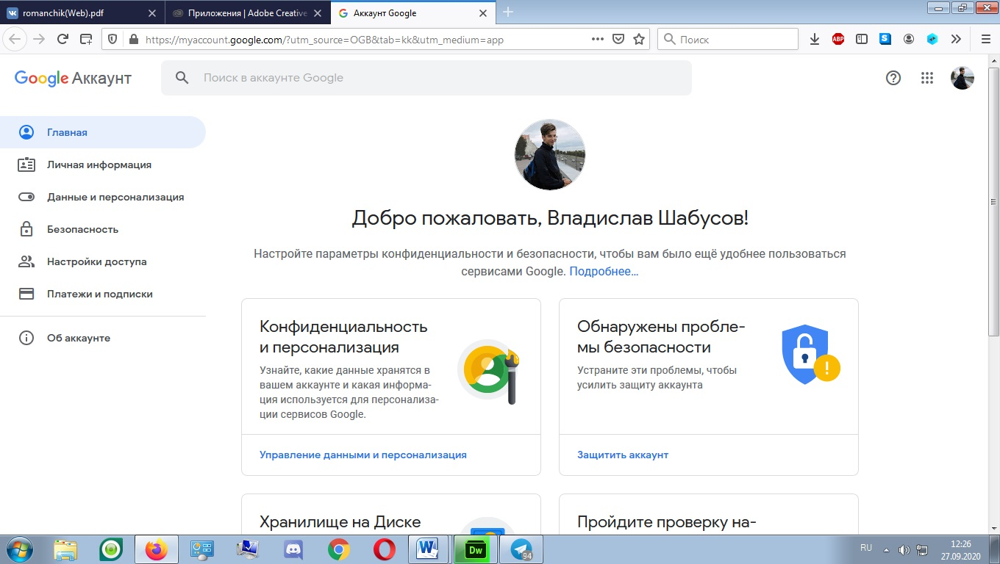 romanchik(Web).pdf
Приложения | Adobe Creative
Аккаунт Google
https://myaccount.google.com/?utm_source=OGB&tab=kk&utm_medium=app
Поиск
ABP
S
Google Аккаунт
Поиск в аккаунте Google
Главная
Личная информация
Данные и персонализация
Безопасность
Настройки доступа
Платежи и подписки
Об аккаунте
Добро пожаловать, Владислав Шабусов!
Настройте параметры конфиденциальности и безопасности, чтобы вам было ещё удобнее пользоваться
сервисами Google. Подробнее…
Конфиденциальность
и персонализация
Узнайте, какие данные хранятся в
вашем аккаунте и какая информа-
ция используется для персонализа-
ции сервисов Google.
Управление данными и персонализация
Обнаружены пробле-
мы безопасности
Устраните эти проблемы, чтобы
усилить защиту аккаунта
Защитить аккаунт
Хранилище на Диске
Пройдите проверку на-
W
Dw
94
RU
12:26
27.09.2020